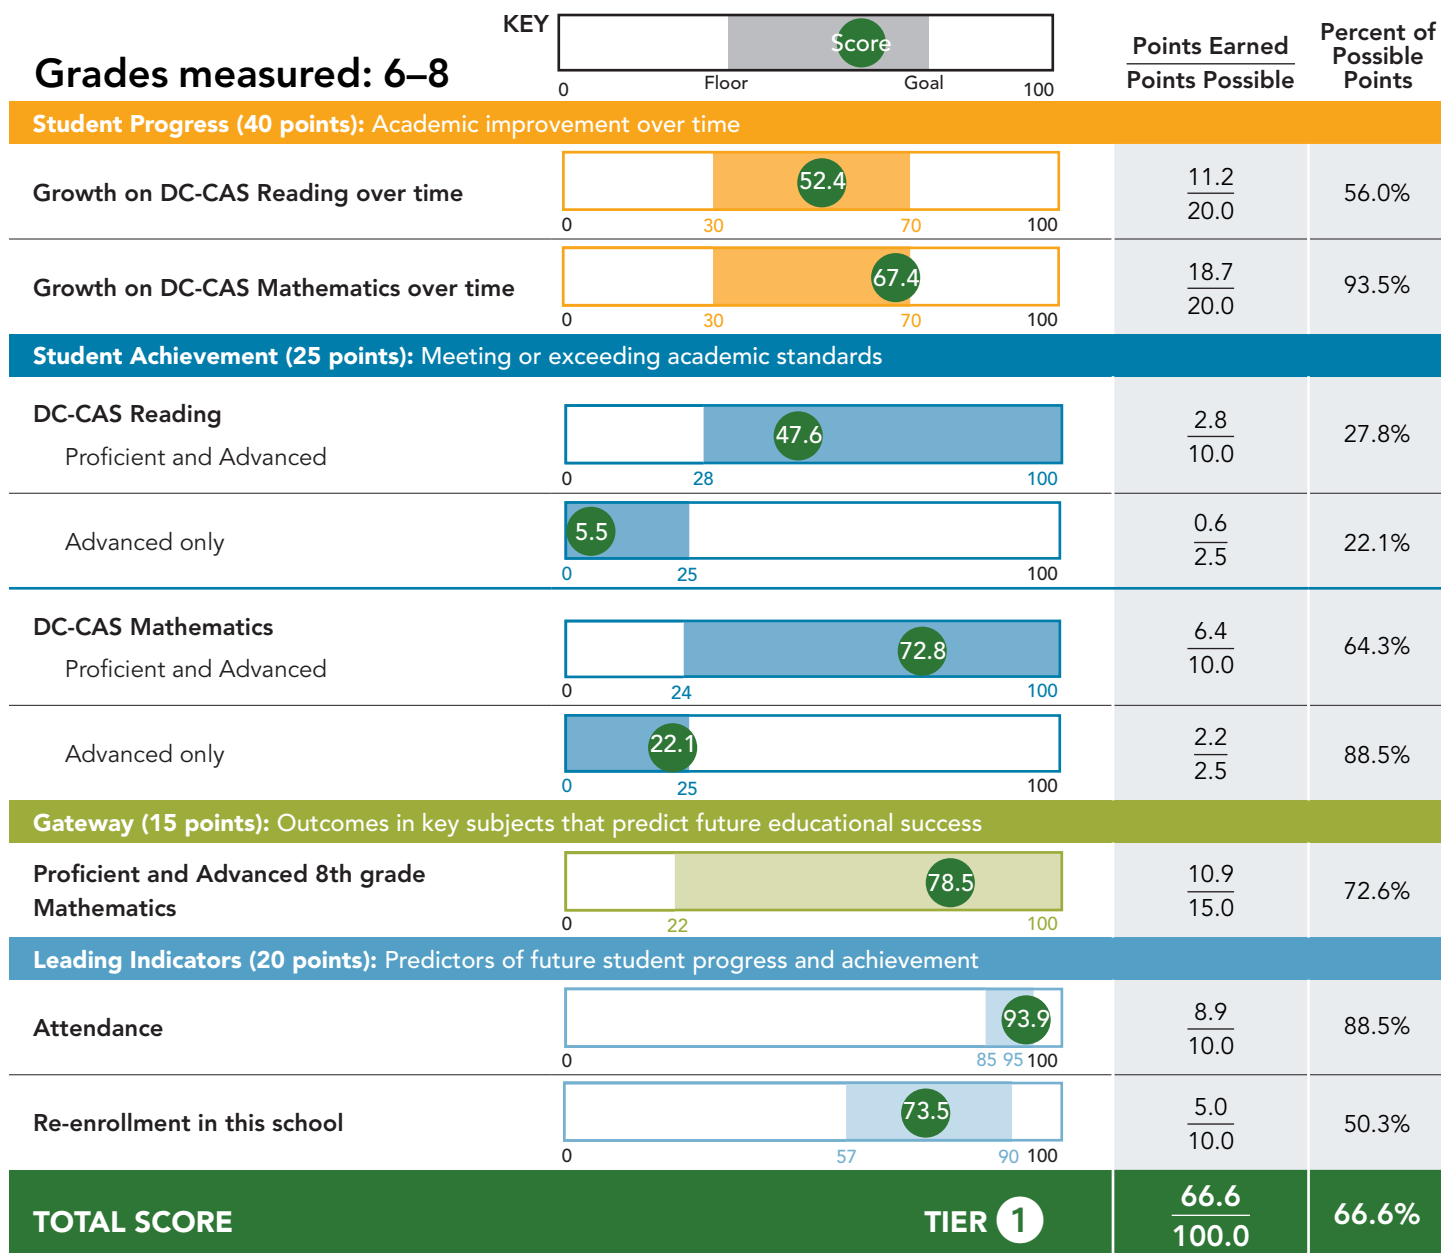 KEY
Score
0
Floor
Goal
100
Points Earned
Points Possible
Percent of
Possible
Points
Grades measured: 6–8
Student Progress (40 points): Academic improvement over time
Growth on DC-CAS Reading over time
52.4
0 30 70 100
11.2
20.0
56.0%
Growth on DC-CAS Mathematics over time
67.4
0 30 70 100
18.7
20.0
93.5%
Student Achievement (25 points): Meeting or exceeding academic standards
DC-CAS Reading
Proficient and Advanced
47.6
0 28 100
2.8
10.0
27.8%
Advanced only
5.5
0 25 100
0.6
2.5
22.1%
DC-CAS Mathematics
Proficient and Advanced
72.8
0 24 100
6.4
10.0
64.3%
Advanced only
22.1
0 25 100
2.2
2.5
88.5%
Gateway (15 points): Outcomes in key subjects that predict future educational success
Proficient and Advanced 8th grade
Mathematics
78.5
0 22 100
10.9
15.0
72.6%
Leading Indicators (20 points): Predictors of future student progress and achievement
Attendance
93.9
0 85 95 100
8.9
10.0
88.5%
Re-enrollment in this school
73.5
0 57 90 100
5.0
10.0
50.3%
TOTAL SCORE
TIER 1
66.6
100.0
66.6%